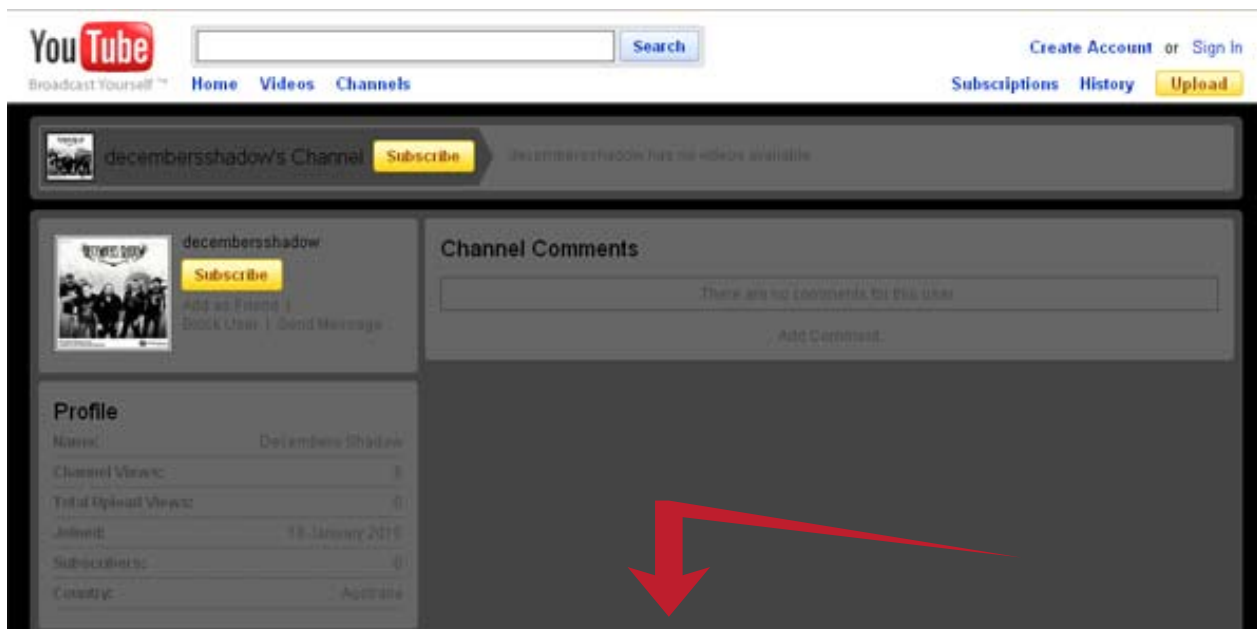 YouTube
Search
Create Account or Sign In
Broadcast Yourself ™
Home Videos Channels
Subscriptions History Upload
decembersshadow's Channel Subscribe decembersshadow has no videos available
decembersshadow
Subscribe
Add as Friend |
Block User | Send Message
Channel Comments
There are no comments for this user.
Add Comment
Profile
Name: Decembers Shadow
Channel Views:
Total Upload Views: 0
Joined: January
Subscribers: 0
Country: Australia